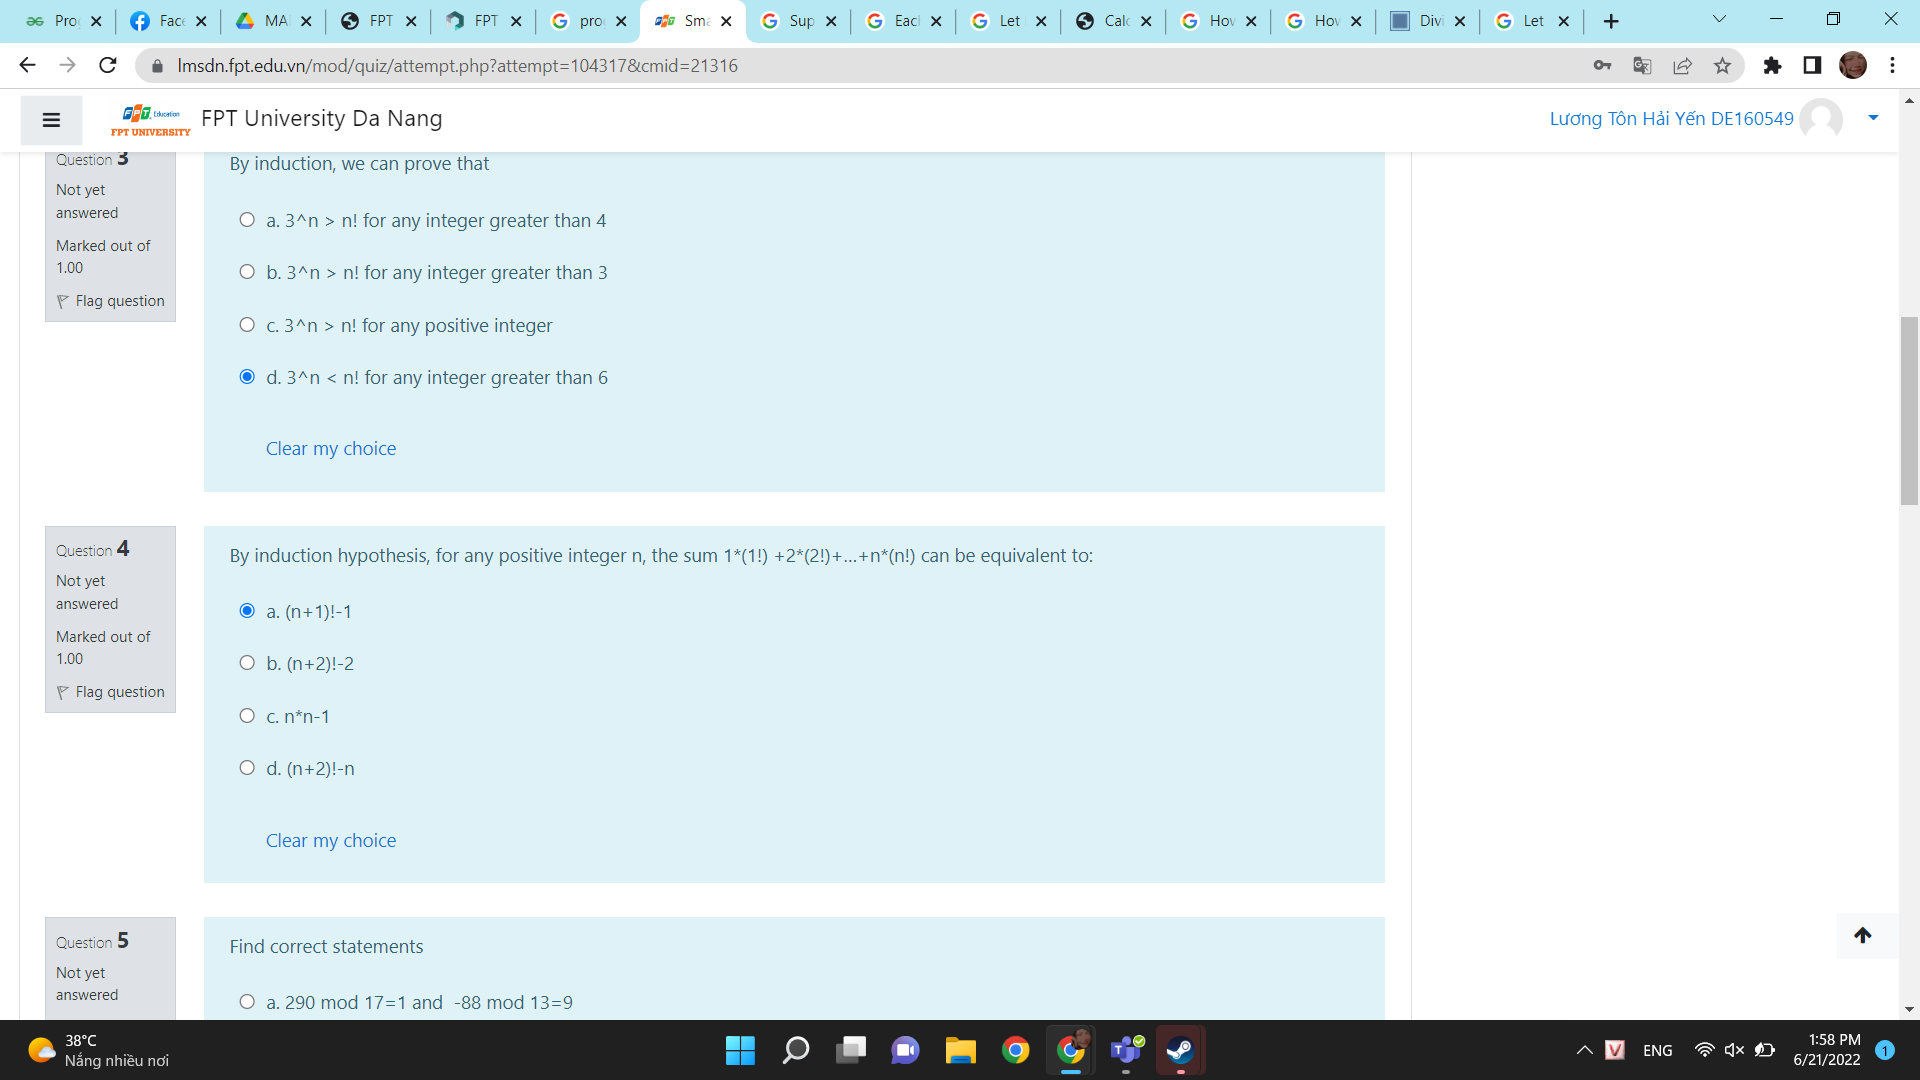 Pro
Face
MA
FPT
FPT
pro
Sma
Sup
Eac
Let
Calc
How
How
Divi
Let
lmsdn.fpt.edu.vn/mod/quiz/attempt.php?attempt=104317&cmid=21316
FPT Education
FPT UNIVERSITY
FPT University Da Nang
Lương Tôn Hải Yến DE160549
Question 3
Not yet
answered
Marked out of
1.00
Flag question
By induction, we can prove that
a. 3^n > n! for any integer greater than 4
b. 3^n > n! for any integer greater than 3
c. 3^n > n! for any positive integer
d. 3^n < n! for any integer greater than 6
Clear my choice
Question 4
Not yet
answered
Marked out of
1.00
Flag question
By induction hypothesis, for any positive integer n, the sum 1*(1!) +2*(2!)+...+n*(n!) can be equivalent to:
a. (n+1)!-1
b. (n+2)!-2
c. n*n-1
d. (n+2)!-n
Clear my choice
Question 5
Not yet
answered
Find correct statements
a. 290 mod 17=1 and -88 mod 13=9
38°C
Nắng nhiều nơi
ENG
1:58 PM
6/21/2022
1